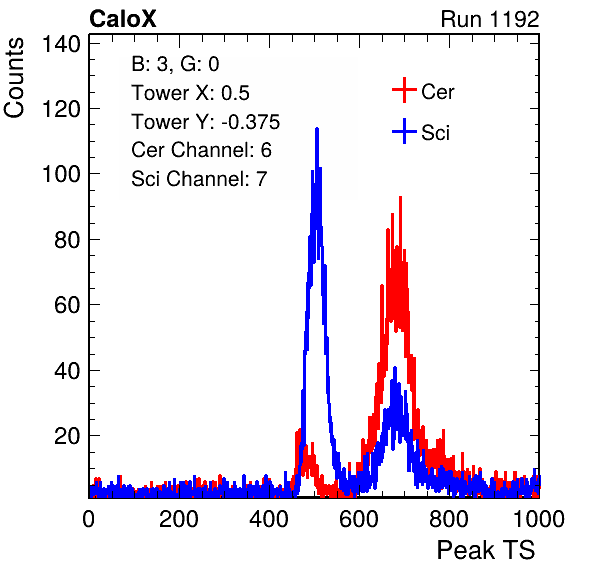 CaloX Run 1192
Counts
140
120
100
80
60
40
20
B: 3, G: 0
Tower X: 0.5
Tower Y: -0.375
Cer Channel: 6
Sci Channel: 7
Cer
Sci
0 200 400 600 800 1000
Peak TS